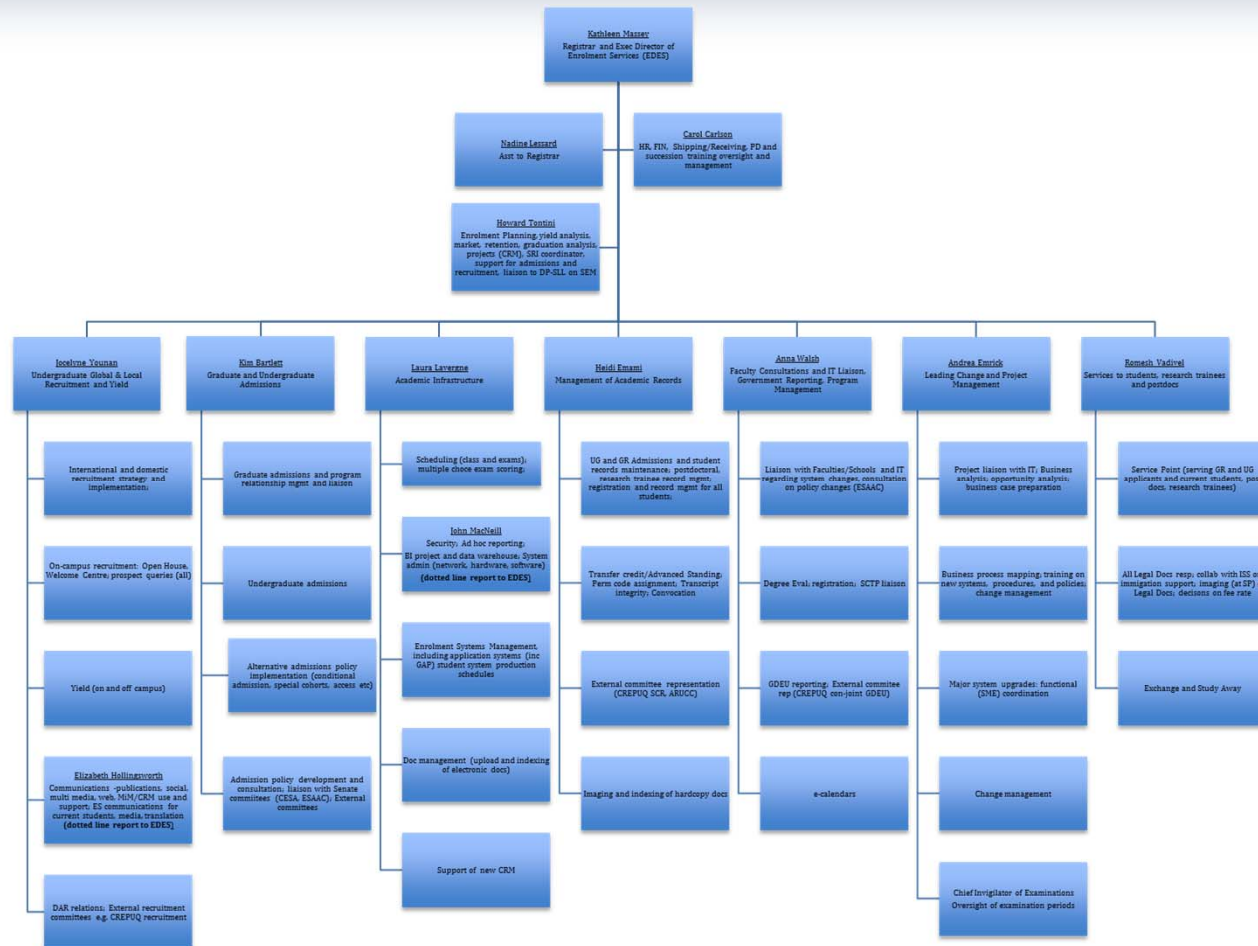 Kathleen Massey
Registrar and Exec Director of
Enrolment Services (EDES)
Nadine Lessard
Asst to Registrar
Carol Carlson
HR, FIN, Shipping/Receiving, PD and
succession training oversight and
management
Howard Tontini
Enrolment Planning, yield analysis,
market, retention, graduation analysis,
projects (CRM), SRI coordinator,
support for admissions and
recruitment, liaison to DP-SLL on SEM
Jocelyne Younan
Undergraduate Global & Local
Recruitment and Yield
Kim Bartlett
Graduate and Undergraduate
Admissions
Laura Lavergne
Academic Infrastructure
Heidi Emami
Management of Academic Records
Anna Walsh
Faculty Consultations and IT Liaison,
Government Reporting, Program
Management
Andrea Emrick
Leading Change and Project
Management
Romesh Vadivel
Services to students, research trainees
and postdocs
International and domestic
recruitment strategy and
implementation;
On-campus recruitment: Open House,
Welcome Centre; prospect queries (all)
Yield (on and off campus)
Elizabeth Hollingsworth
Communications -publications, social,
multi media, web, MiM/CRM use and
support; ES communications for
current students, media, translation
(dotted line report to EDES)
DAR relations; External recruitment
committees e.g. CREPUQ recruitment
Graduate admissions and program
relationship mgmt and liaison
Undergraduate admissions
Alternative admissions policy
implementation (conditional
admission, special cohorts, access etc)
Admission policy development and
consultation; liaison with Senate
committees (CESA, ESAAC); External
committees
Scheduling (class and exams);
multiple choce exam scoring;
John MacNeill
Security; Ad hoc reporting;
BI project and data warehouse; System
admin (network, hardware, software)
(dotted line report to EDES)
Enrolment Systems Management,
including application systems (inc
GAP) student system production
schedules
Doc management (upload and indexing
of electronic docs)
Support of new CRM
UG and GR Admissions and student
records maintenance; postdoctoral,
research trainee record mgmt;
registration and record mgmt for all
students;
Transfer credit/Advanced Standing;
Perm code assignment; Transcript
integrity; Convocation
External committee representation
(CREPUQ SCR, ARUCC)
Imaging and indexing of hardcopy docs
Liaison with Faculties/Schools and IT
regarding system changes, consultation
on policy changes (ESAAC)
Degree Eval; registration; SCTP liaison
GDEU reporting; External commitee
rep (CREPUQ con-joint GDEU)
e-calendars
Project liaison with IT; Business
analysis; opportunity analysis;
business case preparation
Business process mapping; training on
new systems, procedures, and policies;
change management
Major system upgrades: functional
(SME) coordination
Change management
Chief Invigilator of Examinations
Oversight of examination periods
Service Point (serving GR and UG
applicants and current students, pos
docs, research trainees)
All Legal Docs resp; collab with ISS o
immigation support; imaging (at SP)
Legal Docs; decisons on fee rate
Exchange and Study Away